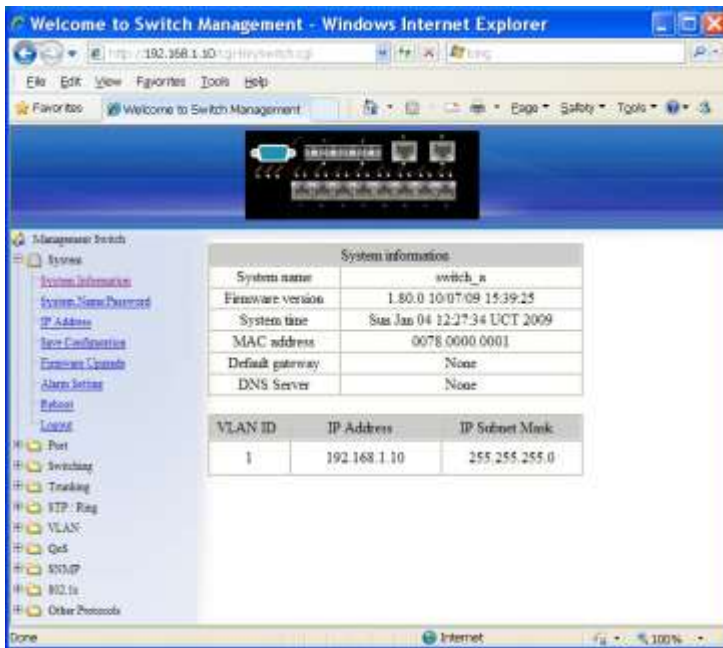 Welcome to Switch Management - Windows Internet Explorer
192.168.1.10
File Edit View Favorites Tools Help
Favorites Welcome to Switch Management Page Safety Tools
Management Switch
System
System Information
System Name/Password
IP Address
Save Configuration
Firmware Upgrade
Alarm Setting
Reboot
Logout
Port
Switching
Trunking
STP / Ring
VLAN
QoS
SNMP
802.1x
Other Protocols
System information
System name switch_a
Firmware version 1.80.0 10/07/09 15:39:25
System time Sun Jan 04 12:27:34 UCT 2009
MAC address 0078.0000.0001
Default gateway None
DNS Server None
VLAN ID IP Address IP Subnet Mask
1 192.168.1.10 255.255.255.0
Done Internet 100%